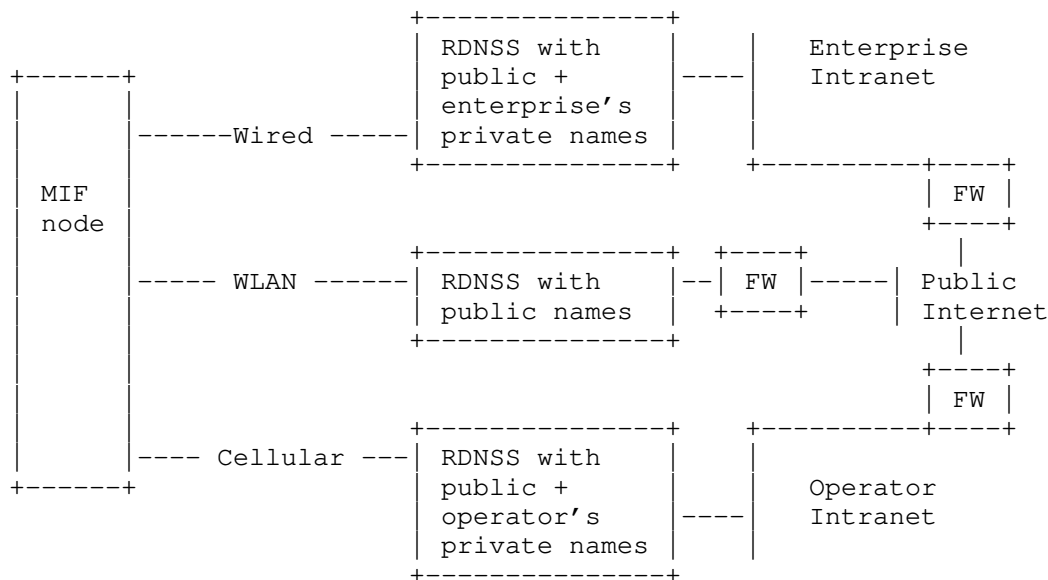 RDNSS with
public +
enterprise's
private names
Enterprise
Intranet
Wired
MIF
node
FW
WLAN
RDNSS with
public names
FW
Public
Internet
FW
Cellular
RDNSS with
public +
operator's
private names
Operator
Intranet